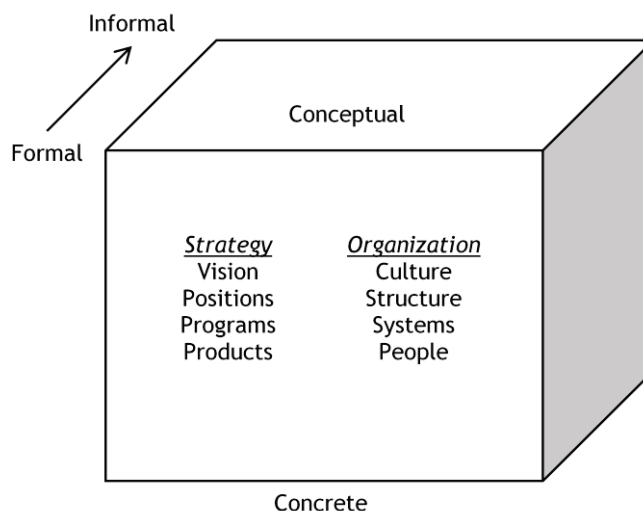 Informal
Formal
Conceptual
Strategy Organization
Vision Culture
Positions Structure
Programs Systems
Products People
Concrete